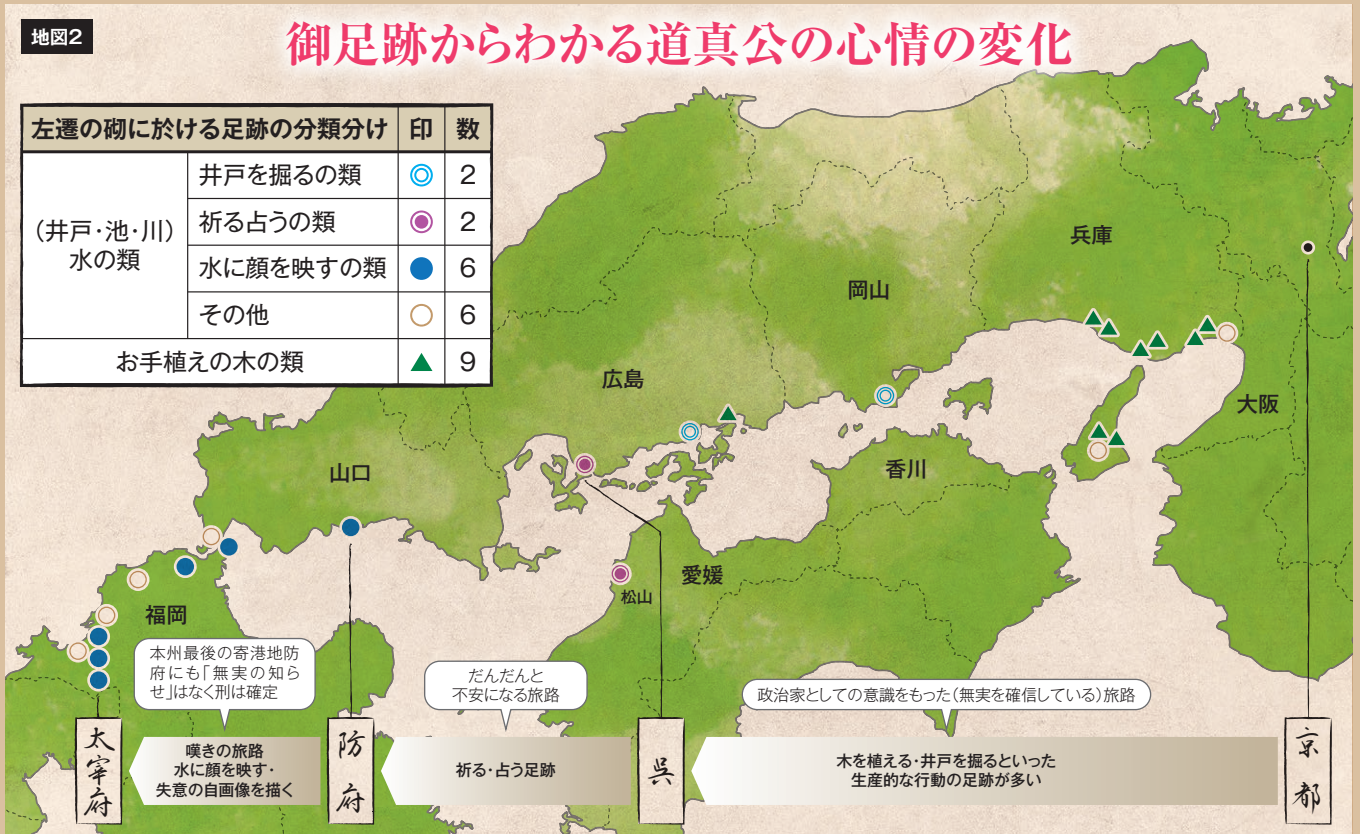 地図2
御足跡からわかる道真公の心情の変化
左遷の砌に於ける足跡の分類分け 印 数
(井戸・池・川)
水の類
井戸を掘るの類 ◎ 2
祈る占うの類 ◉ 2
水に顔を映すの類 ● 6
その他 ○ 6
お手植えの木の類 ▲ 9
兵庫
岡山
広島
大阪
山口
香川
愛媛
松山
福岡
本州最後の寄港地防
府にも「無実の知ら
せ」はなく刑は確定
だんだんと
不安になる旅路
政治家としての意識をもった(無実を確信している)旅路
太宰府
嘆きの旅路
水に顔を映す・
失意の自画像を描く
防府
祈る・占う足跡
呉
木を植える・井戸を掘るといった
生産的な行動の足跡が多い
京都